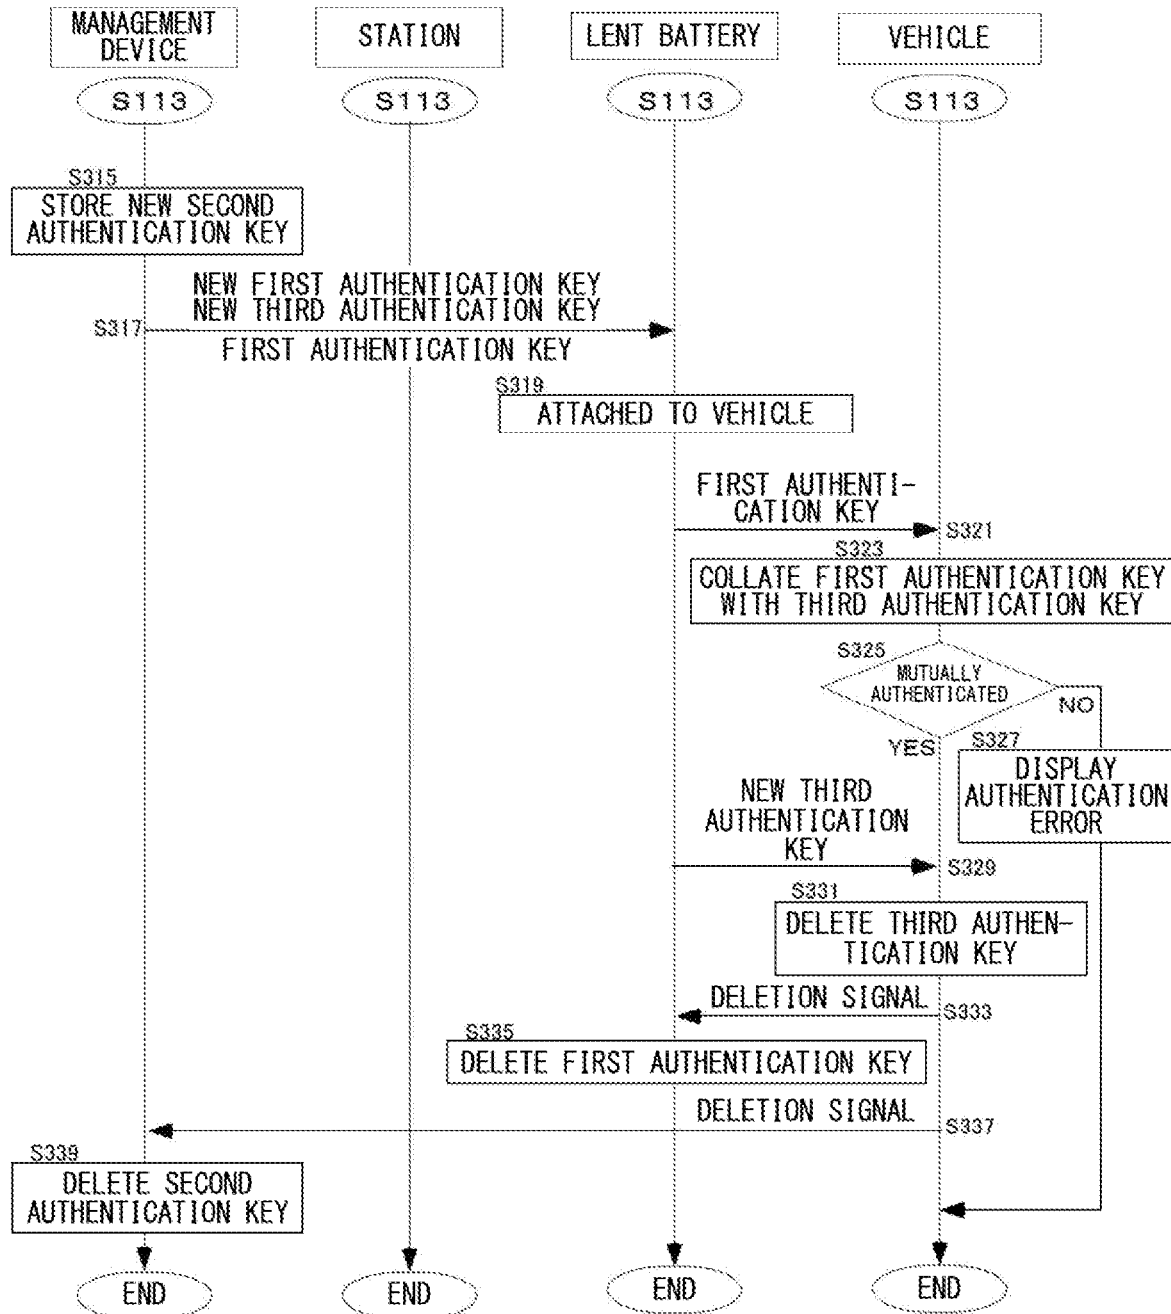 MANAGEMENT
DEVICE
STATION
LENT BATTERY
VEHICLE
S113
S113
S113
S113
S315
STORE NEW SECOND
AUTHENTICATION KEY
NEW FIRST AUTHENTICATION KEY
NEW THIRD AUTHENTICATION KEY
S317
FIRST AUTHENTICATION KEY
S319
ATTACHED TO VEHICLE
FIRST AUTHENTI-
CATION KEY
S321
S323
COLLATE FIRST AUTHENTICATION KEY
WITH THIRD AUTHENTICATION KEY
S325
MUTUALLY
AUTHENTICATED
NO
YES
S327
DISPLAY
AUTHENTICATION
ERROR
NEW THIRD
AUTHENTICATION
KEY
S329
S331
DELETE THIRD AUTHEN-
TICATION KEY
DELETION SIGNAL
S333
S335
DELETE FIRST AUTHENTICATION KEY
DELETION SIGNAL
S337
S339
DELETE SECOND
AUTHENTICATION KEY
END
END
END
END